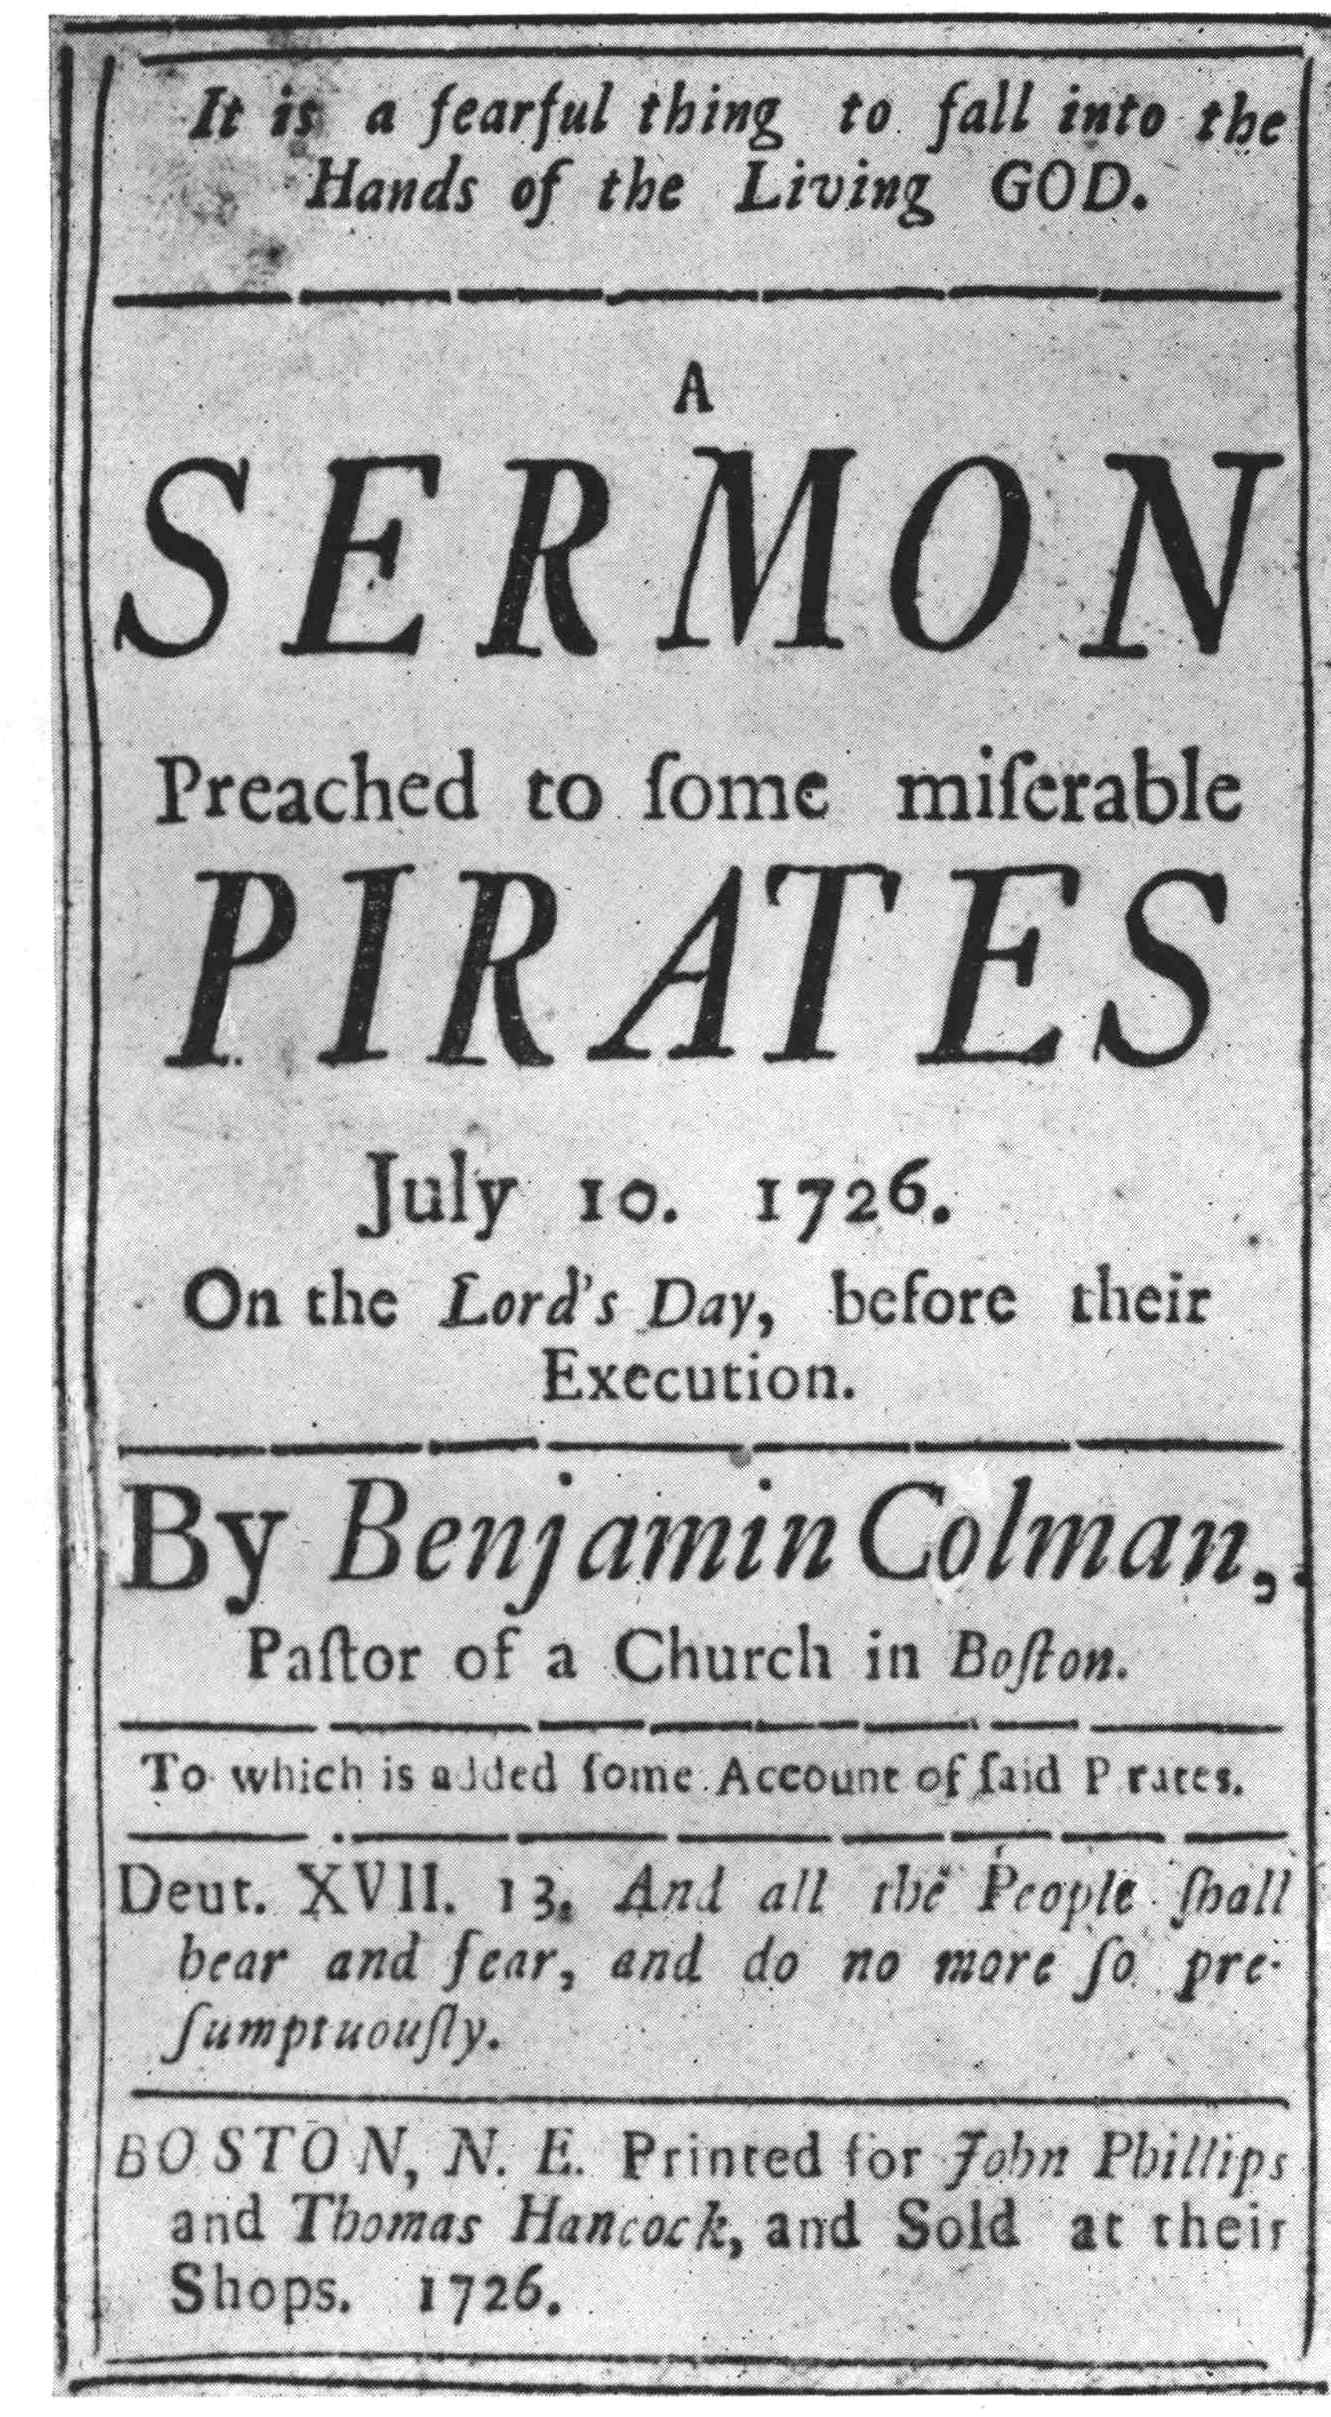 It is a fearful thing to fall into the
Hands of the Living GOD.
A
SERMON
Preached to ſome miſerable
PIRATES
July 10. 1726.
On the Lord's Day, before their
Execution.
By Benjamin Colman,
Paſtor of a Church in Boſton.
To which is added ſome Account of ſaid P rates.
Deut. XVII. 13. And all the People ſhall
hear and fear, and do no more ſo pre-
ſumptuouſly.
BOSTON, N. E. Printed for John Phillips
and Thomas Hancock, and Sold at their
Shops. 1726.